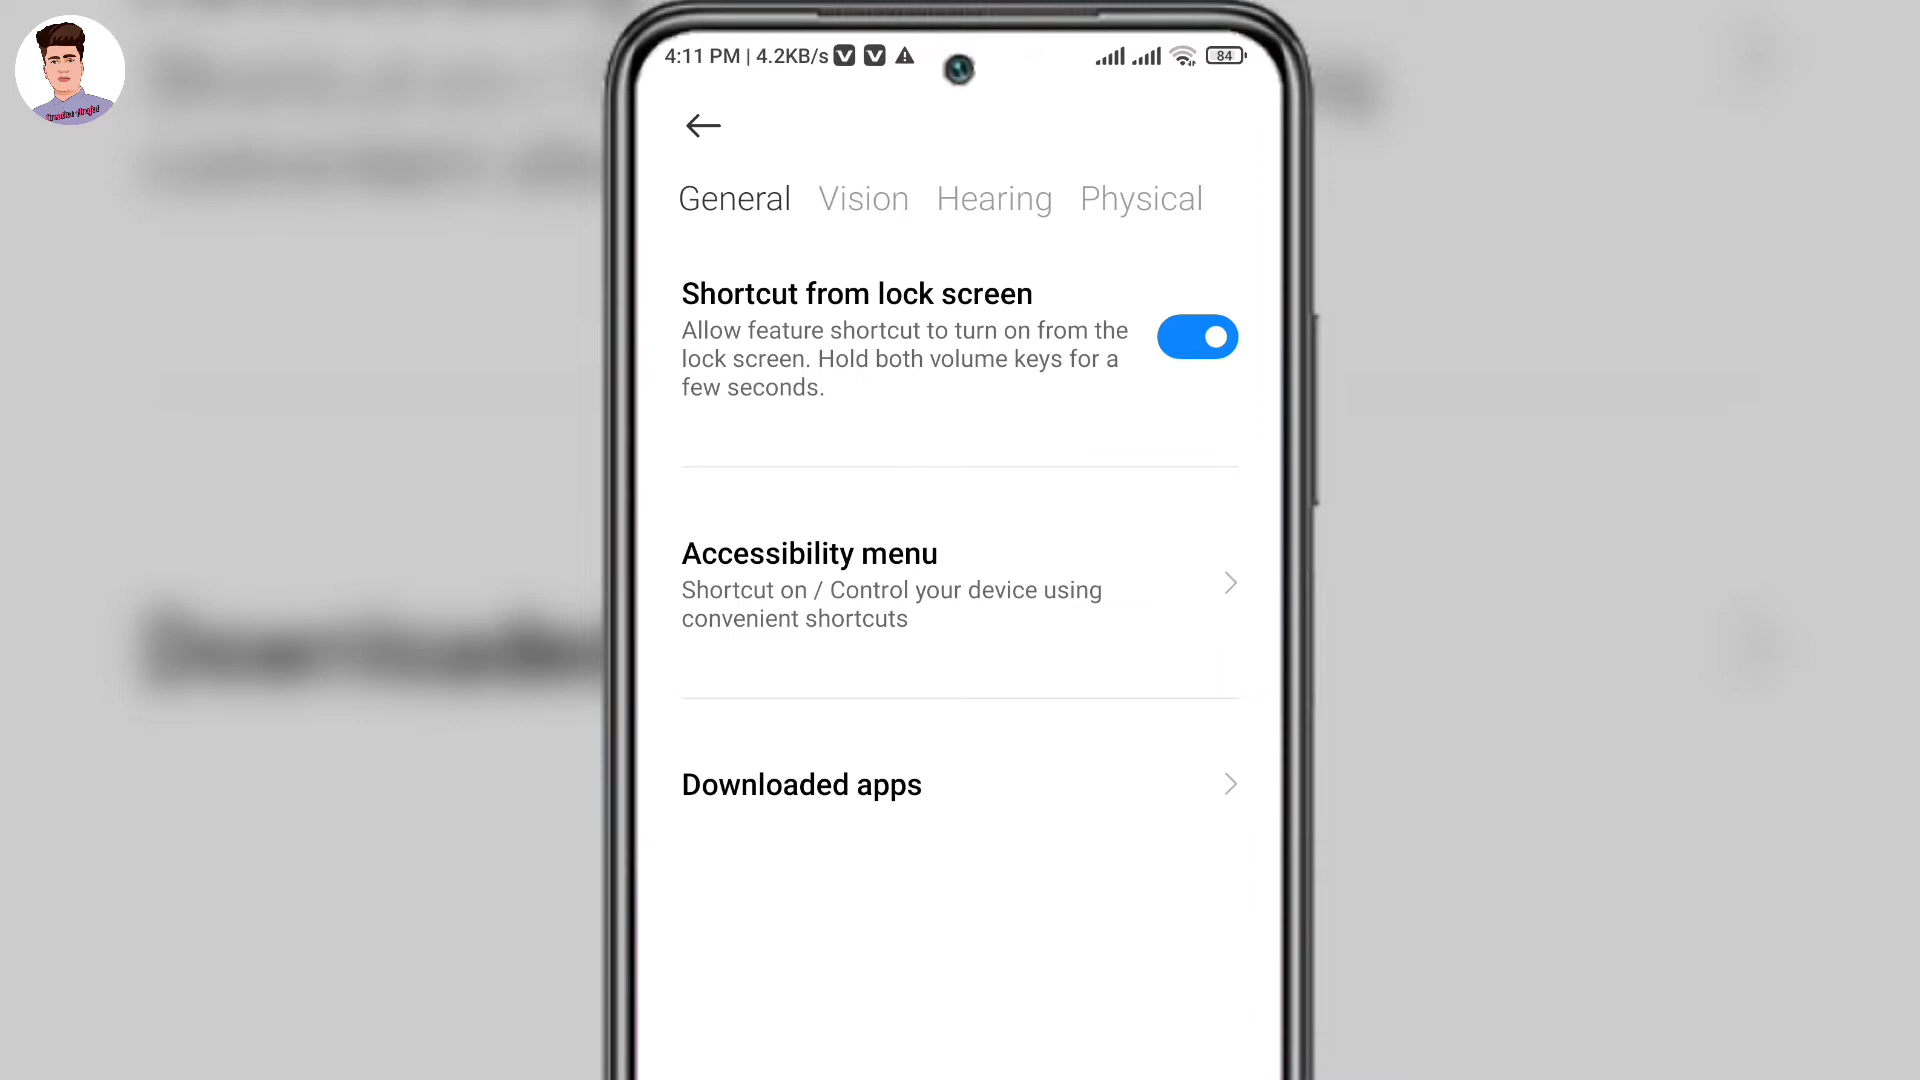 4:11 PM | 4.2KB/s
84
General Vision Hearing Physical
Shortcut from lock screen
Allow feature shortcut to turn on from the
lock screen. Hold both volume keys for a
few seconds.
Accessibility menu
Shortcut on / Control your device using
convenient shortcuts
Downloaded apps